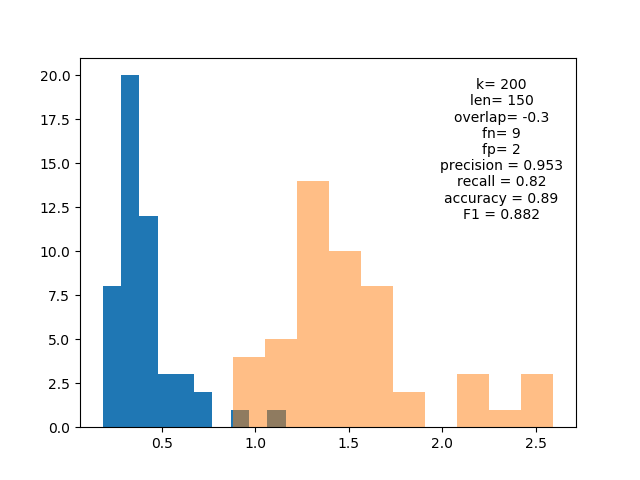 20.0
17.5
15.0
12.5
10.0
7.5
5.0
2.5
0.0
0.5
1.0
1.5
2.0
2.5
k= 200
len= 150
overlap= -0.3
fn= 9
fp= 2
precision = 0.953
recall = 0.82
accuracy = 0.89
F1 = 0.882